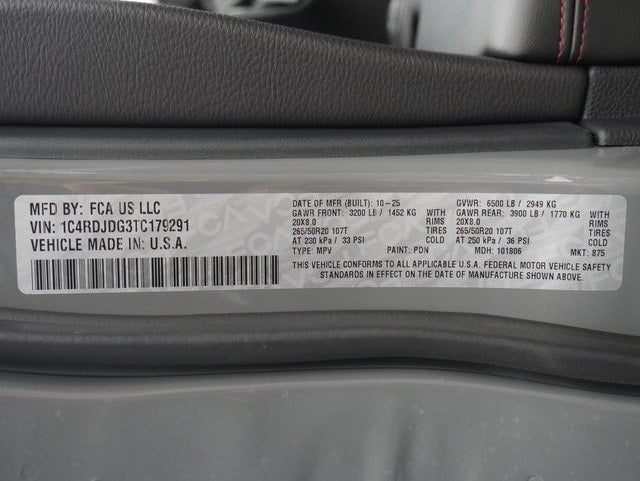 MFD BY: FCA US LLC
VIN: 1C4RDJDG3TC179291
VEHICLE MADE IN U.S.A.
DATE OF MFR (BUILT): 10-25 GVWR: 6500 LB / 2949 KG
GAWR FRONT: 3200 LB / 1452 KG WITH GAWR REAR: 3900 LB / 1770 KG WITH
20X8.0 RIMS 20X8.0 RIMS
265/50R20 107T TIRES 265/50R20 107T TIRES
AT 230 kPa / 33 PSI COLD AT 250 kPa / 36 PSI COLD
TYPE: MPV PAINT: PDN MDH: 101806 MKT: 875
THIS VEHICLE CONFORMS TO ALL APPLICABLE U.S.A. FEDERAL MOTOR VEHICLE SAFETY
STANDARDS IN EFFECT ON THE DATE OF MANUFACTURE SHOWN ABOVE.